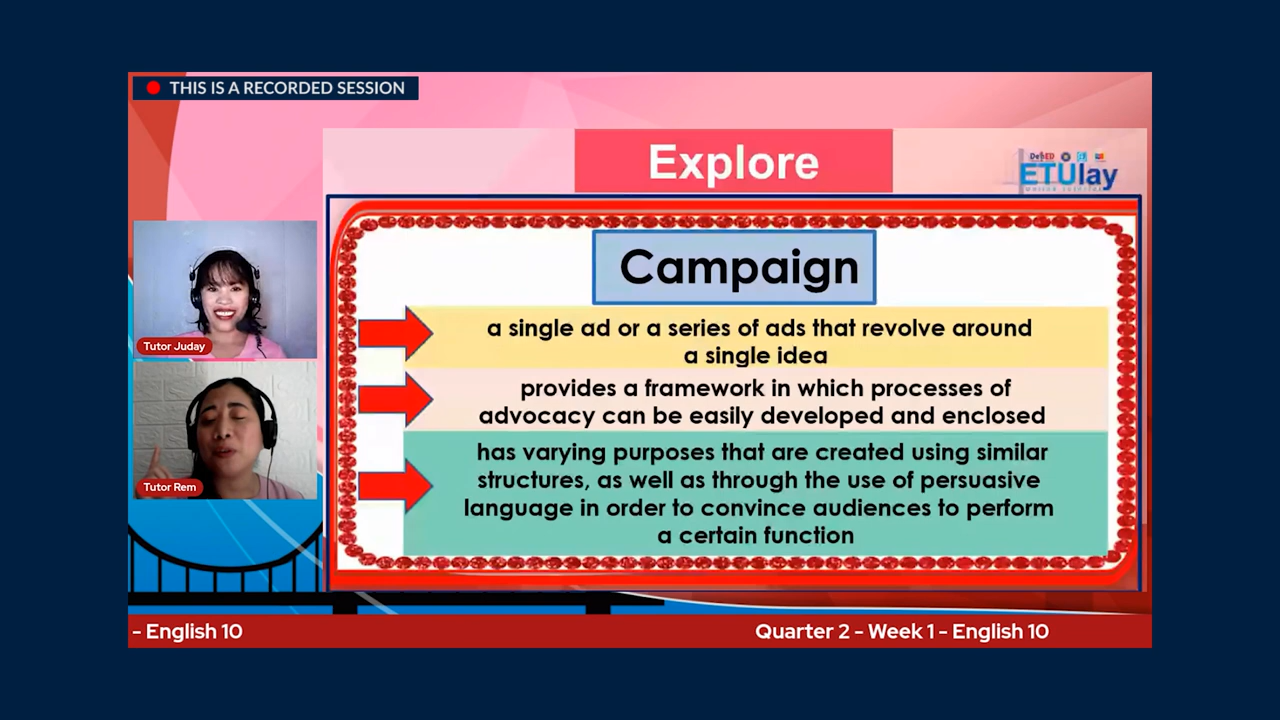 THIS IS A RECORDED SESSION
Explore
DepED
ETUlay
Campaign
a single ad or a series of ads that revolve around
a single idea
provides a framework in which processes of
advocacy can be easily developed and enclosed
has varying purposes that are created using similar
structures, as well as through the use of persuasive
language in order to convince audiences to perform
a certain function
Tutor Juday
Tutor Rem
- English 10
Quarter 2 - Week 1 - English 10